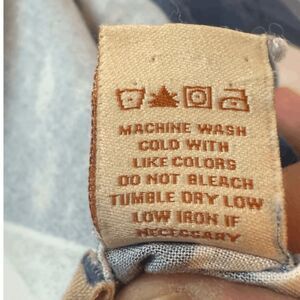 MACHINE WASH
COLD WITH
LIKE COLORS
DO NOT BLEACH
TUMBLE DRY LOW
LOW IRON IF
NECESSARY